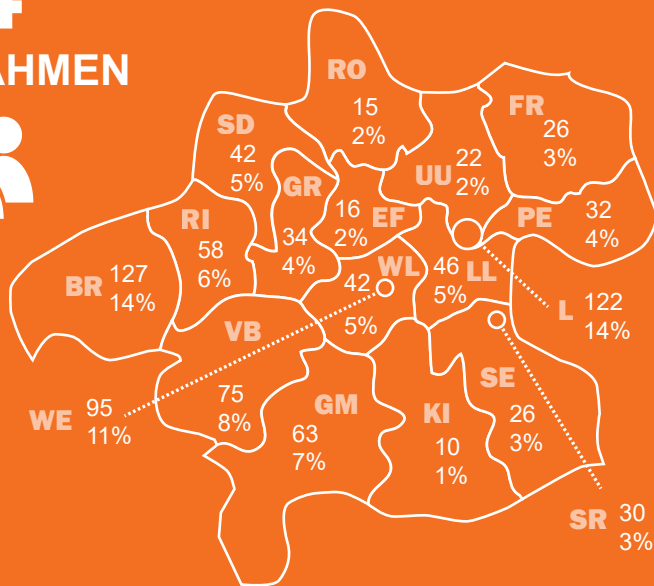 AHMEN
RO
15
2%
FR
26
3%
SD
42
5%
UU 22
2%
GR
34
4%
16 EF
2%
PE 32
4%
RI
58
6%
BR 127
14%
WL
42
5%
46 LL
5%
L 122
14%
VB
75
8%
WE 95
11%
GM
63
7%
KI
10
1%
SE
26
3%
SR 30
3%